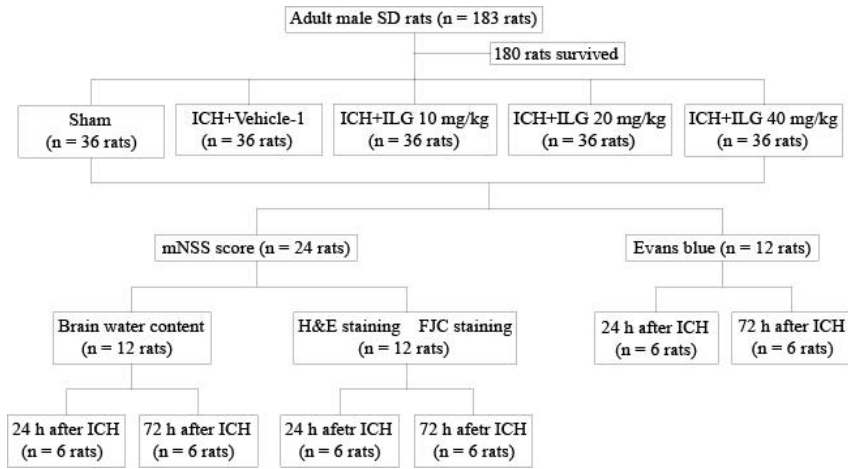 Adult male SD rats (n = 183 rats)
180 rats survived
Sham
(n = 36 rats)
ICH+Vehicle-1
(n = 36 rats)
ICH+ILG 10 mg/kg
(n = 36 rats)
ICH+ILG 20 mg/kg
(n = 36 rats)
ICH+ILG 40 mg/kg
(n = 36 rats)
mNSS score (n = 24 rats)
Evans blue (n = 12 rats)
Brain water content
(n = 12 rats)
H&E staining FJC staining
(n = 12 rats)
24 h after ICH
(n = 6 rats)
72 h after ICH
(n = 6 rats)
24 h after ICH
(n = 6 rats)
72 h after ICH
(n = 6 rats)
24 h afetr ICH
(n = 6 rats)
72 h afetr ICH
(n = 6 rats)